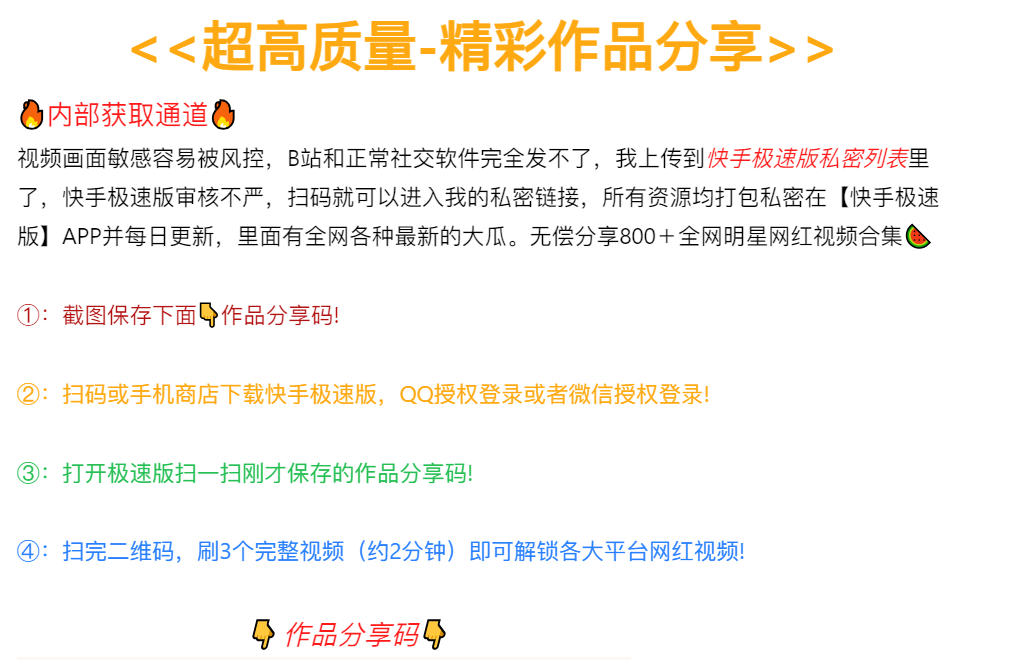 <<超高质量-精彩作品分享>>
🔥内部获取通道🔥
视频画面敏感容易被风控，B站和正常社交软件完全发不了，我上传到快手极速版私密列表里
了，快手极速版审核不严，扫码就可以进入我的私密链接，所有资源均打包私密在【快手极速
版】APP并每日更新，里面有全网各种最新的大瓜。无偿分享800＋全网明星网红视频合集🍉
①：截图保存下面👇作品分享码!
②：扫码或手机商店下载快手极速版，QQ授权登录或者微信授权登录!
③：打开极速版扫一扫刚才保存的作品分享码!
④：扫完二维码，刷3个完整视频（约2分钟）即可解锁各大平台网红视频!
👇 作品分享码👇